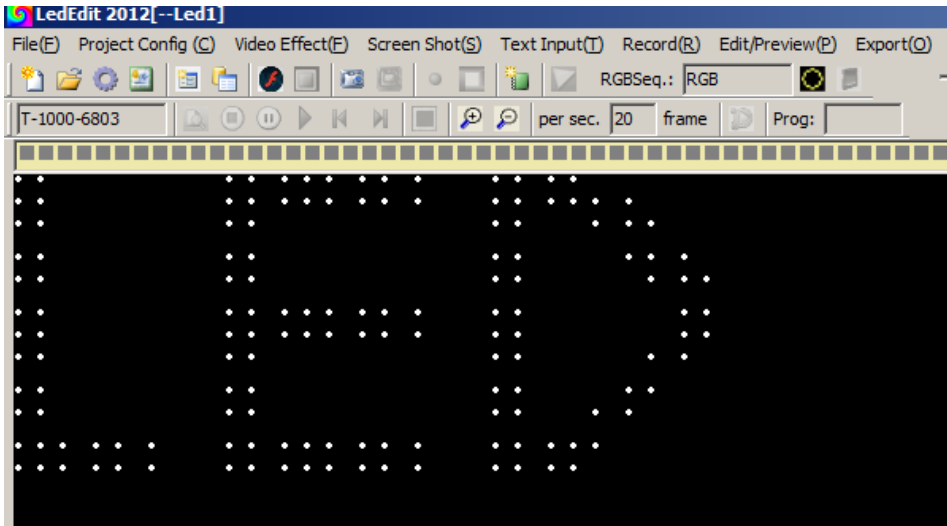 LedEdit 2012[--Led1]
File(F) Project Config (C) Video Effect(F) Screen Shot(S) Text Input(T) Record(R) Edit/Preview(P) Export(O)
RGBSeq.: RGB
T-1000-6803 per sec. 20 frame Prog:
LED